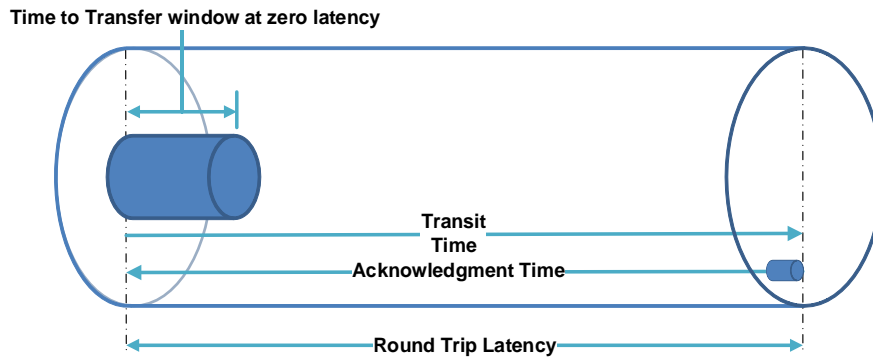 Time to Transfer window at zero latency
Transit
Time
Acknowledgment Time
Round Trip Latency